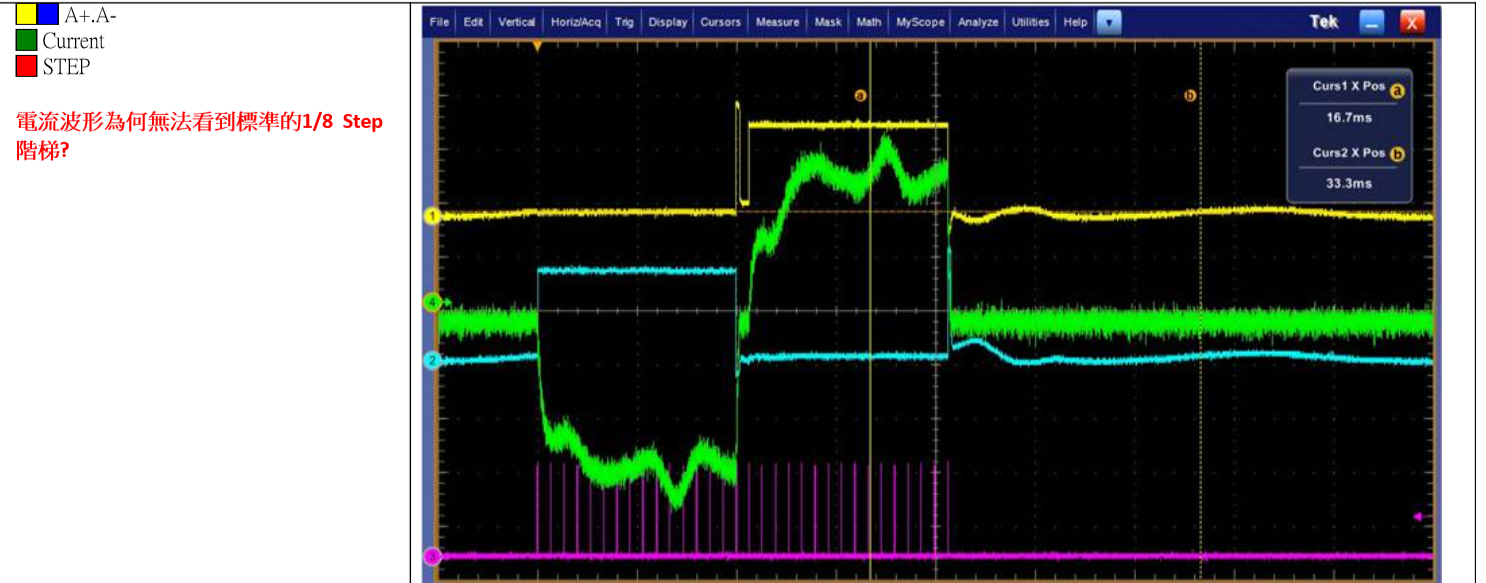 A+.A-
Current
STEP
電流波形為何無法看到標準的1/8 Step
階梯?
File Edit Vertical Horiz/Acq Trig Display Cursors Measure Mask Math MyScope Analyze Utilities Help Tek X
a
b
Curs1 X Pos a
16.7ms
Curs2 X Pos b
33.3ms
1
4
2
3